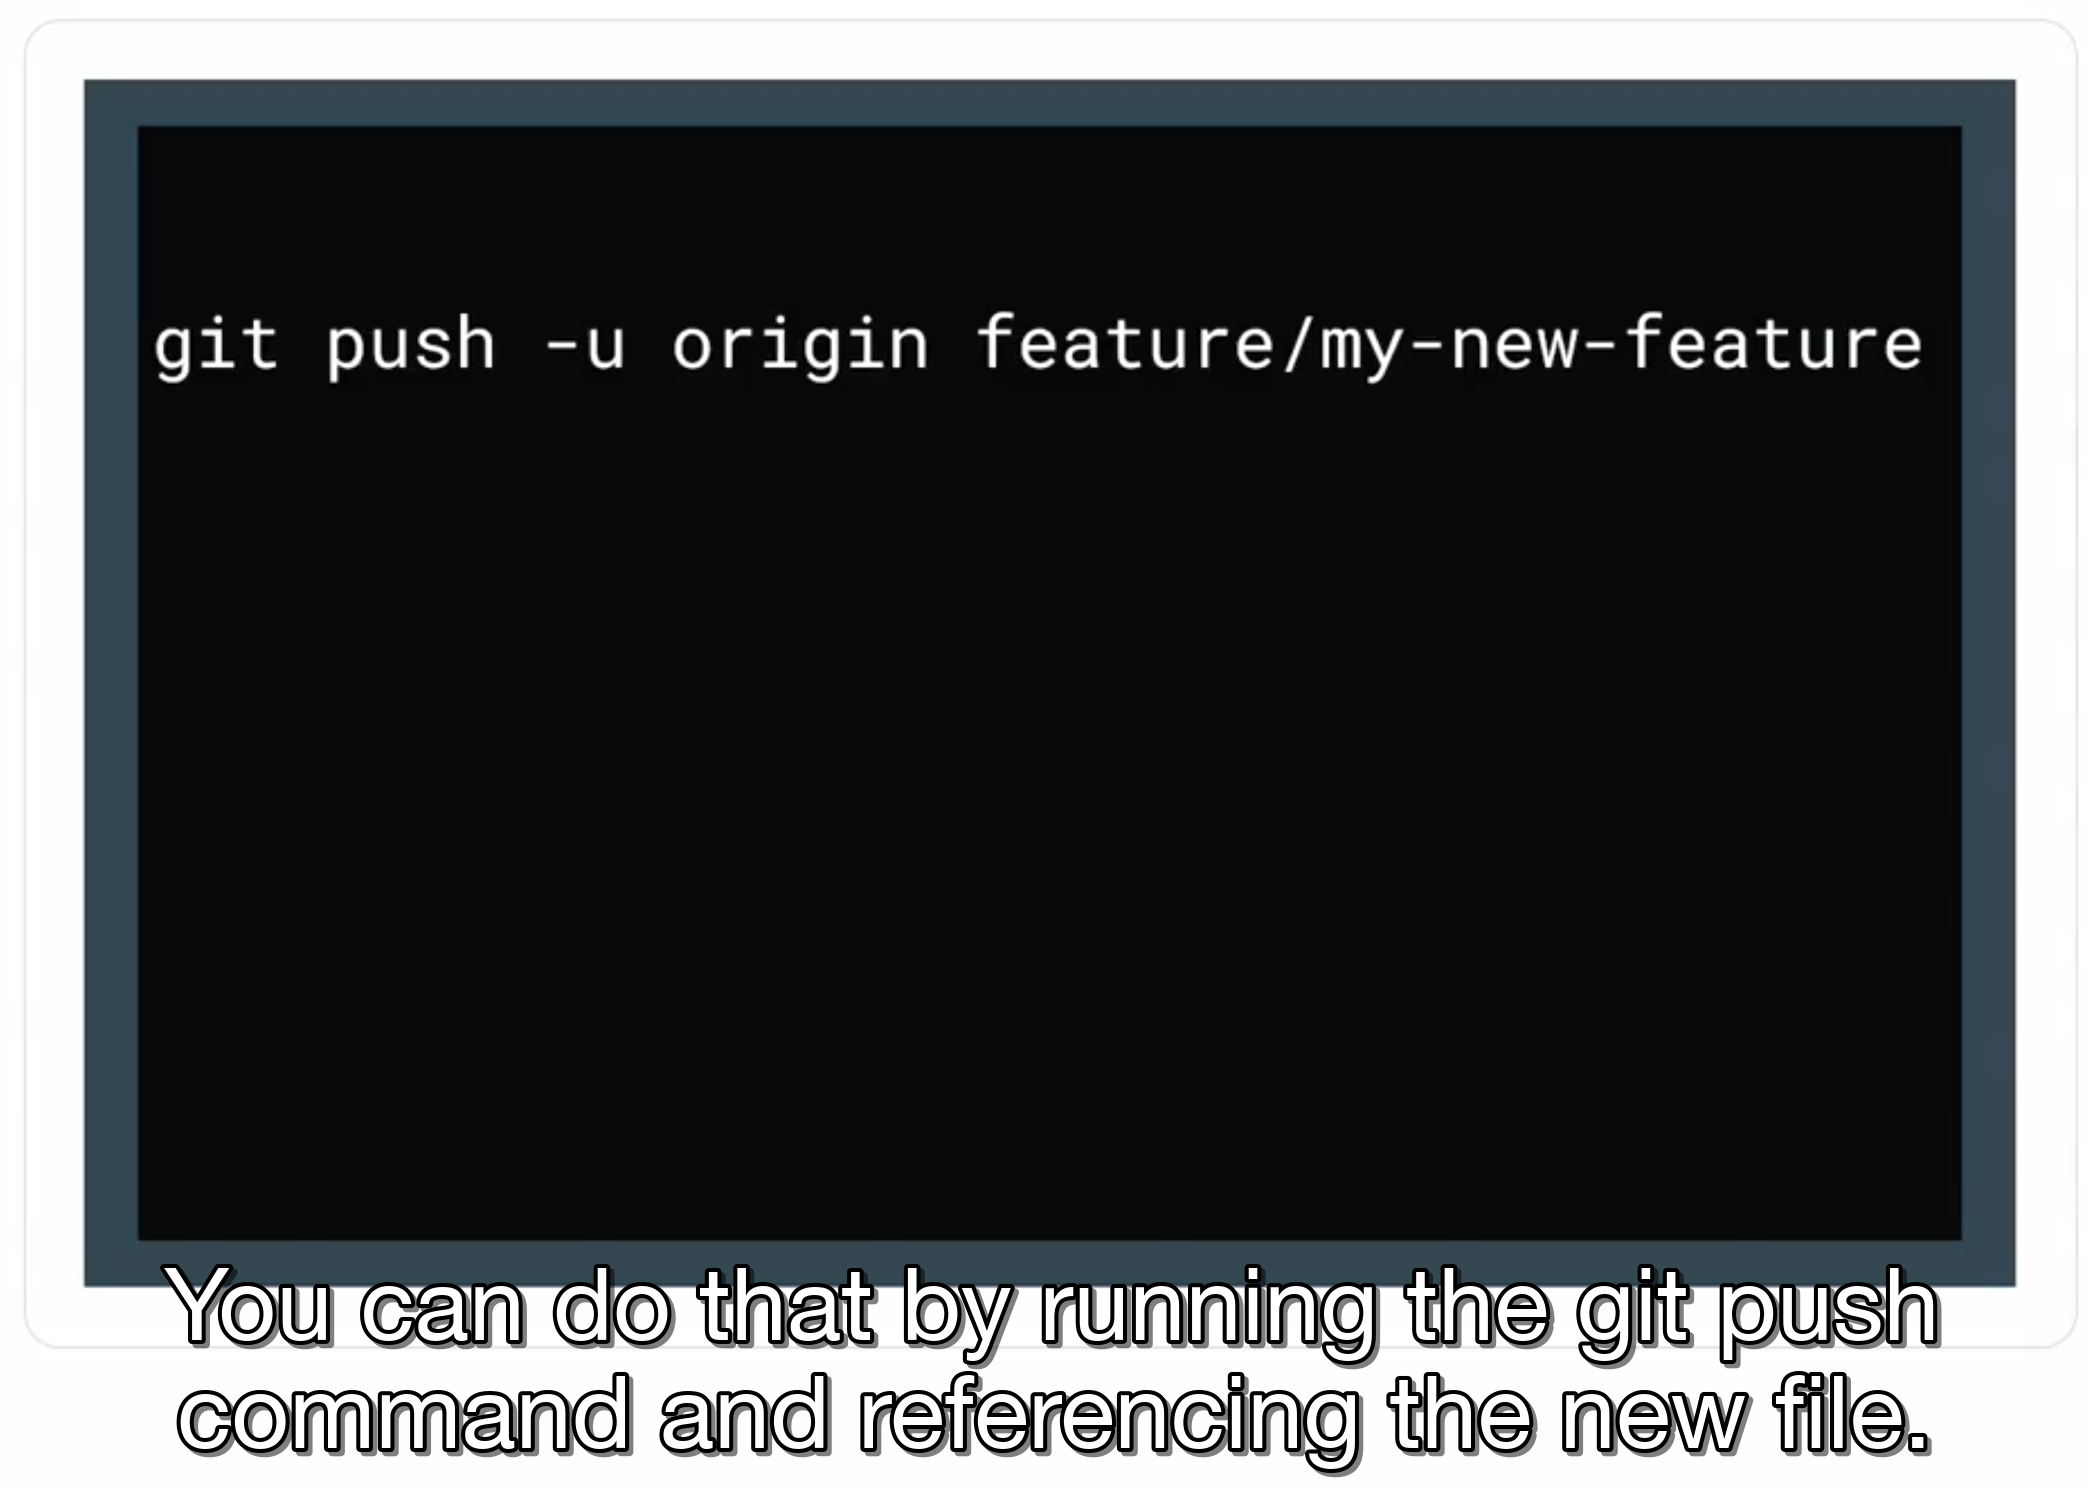 git push -u origin feature/my-new-feature
You can do that by running the git push
command and referencing the new file.